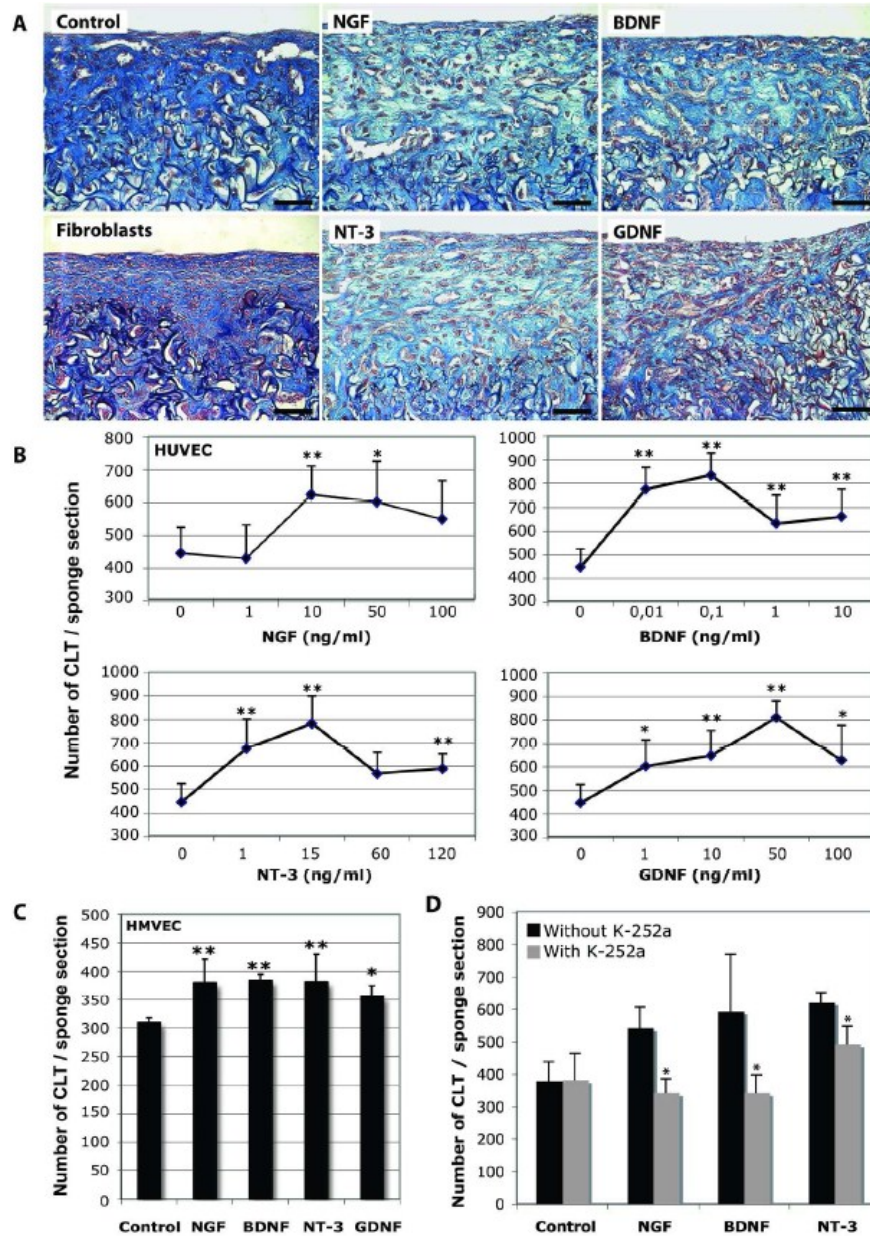 A
Control
NGF
BDNF
Fibroblasts
NT-3
GDNF
B
Number of CLT / sponge section
HUVEC
800
700
600
500
400
300
0 1 10 50 100
NGF (ng/ml)
** *
1000
900
800
700
600
500
400
300
0 0,01 0,1 1 10
BDNF (ng/ml)
** ** ** **
1000
900
800
700
600
500
400
300
0 1 15 60 120
NT-3 (ng/ml)
** ** **
1000
900
800
700
600
500
400
300
0 1 10 50 100
GDNF (ng/ml)
* ** ** *
C
Number of CLT / sponge section
HMVEC
500
450
400
350
300
250
200
150
100
50
0
** ** ** *
Control NGF BDNF NT-3 GDNF
D
Number of CLT / sponge section
Without K-252a
With K-252a
900
800
700
600
500
400
300
200
100
0
* * *
Control NGF BDNF NT-3